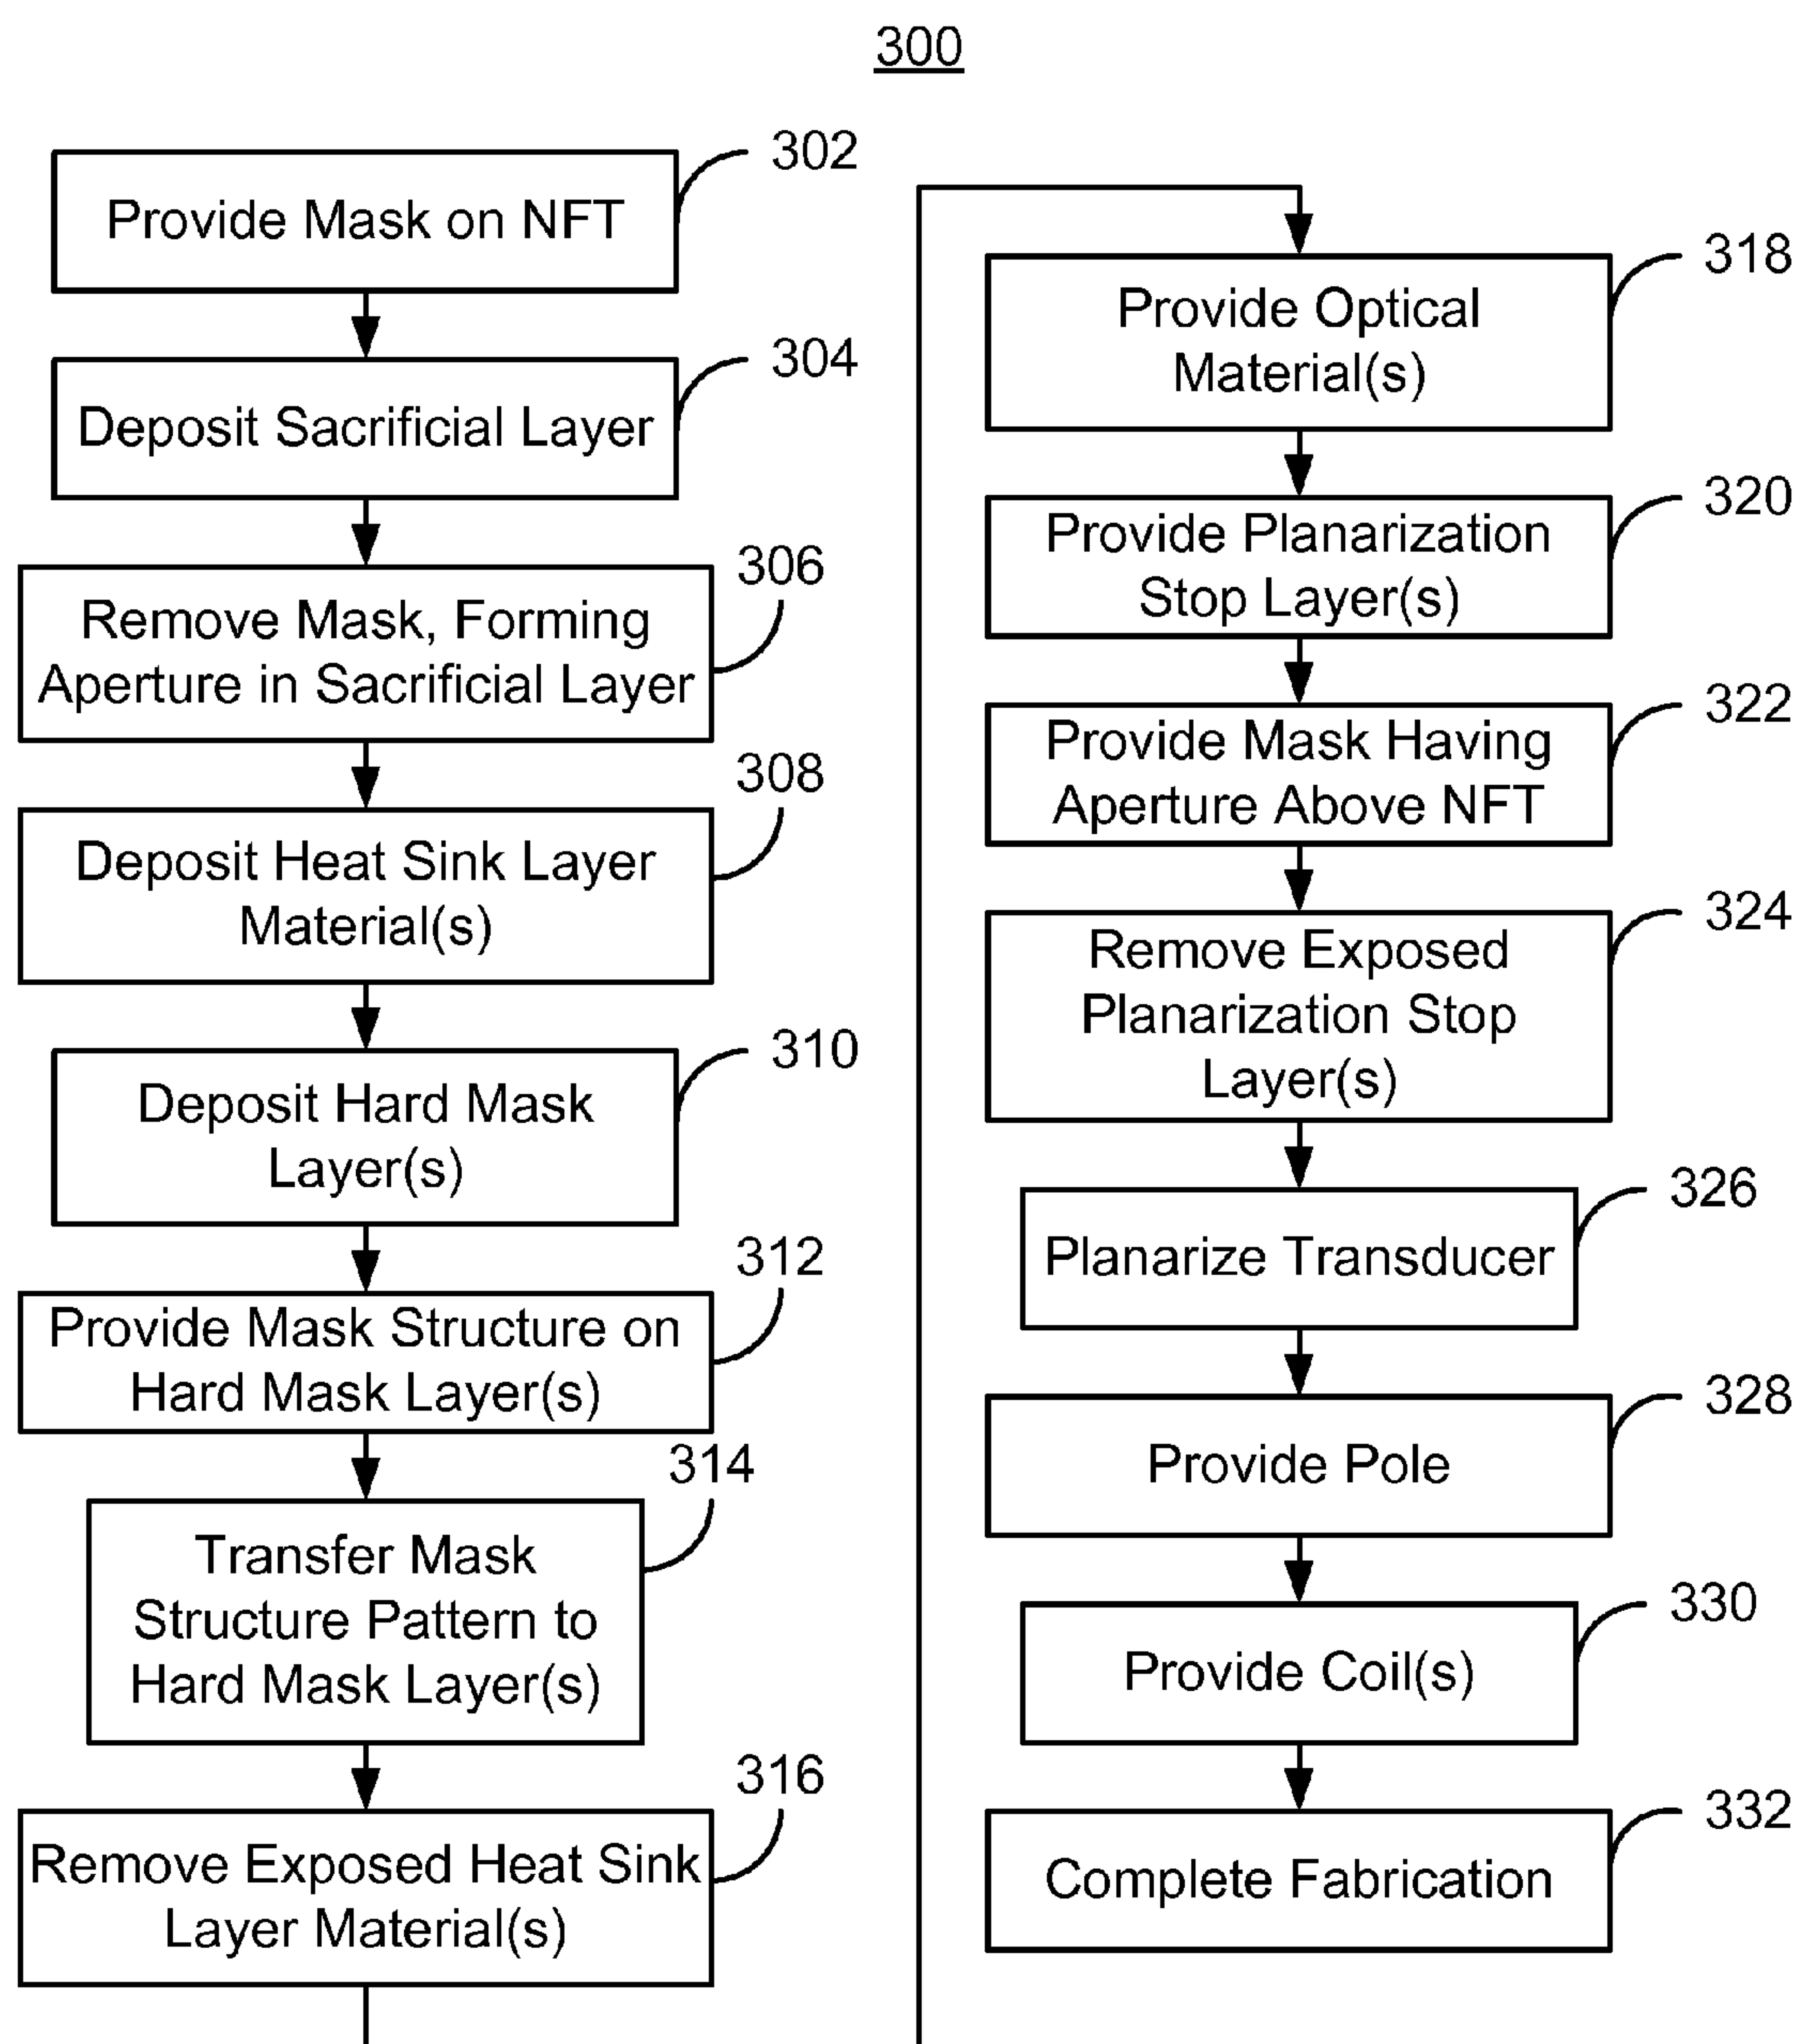 300
302
Provide Mask on NFT
304
Deposit Sacrificial Layer
306
Remove Mask, Forming
Aperture in Sacrificial Layer
308
Deposit Heat Sink Layer
Material(s)
310
Deposit Hard Mask
Layer(s)
312
Provide Mask Structure on
Hard Mask Layer(s)
314
Transfer Mask
Structure Pattern to
Hard Mask Layer(s)
316
Remove Exposed Heat Sink
Layer Material(s)
318
Provide Optical
Material(s)
320
Provide Planarization
Stop Layer(s)
322
Provide Mask Having
Aperture Above NFT
324
Remove Exposed
Planarization Stop
Layer(s)
326
Planarize Transducer
328
Provide Pole
330
Provide Coil(s)
332
Complete Fabrication